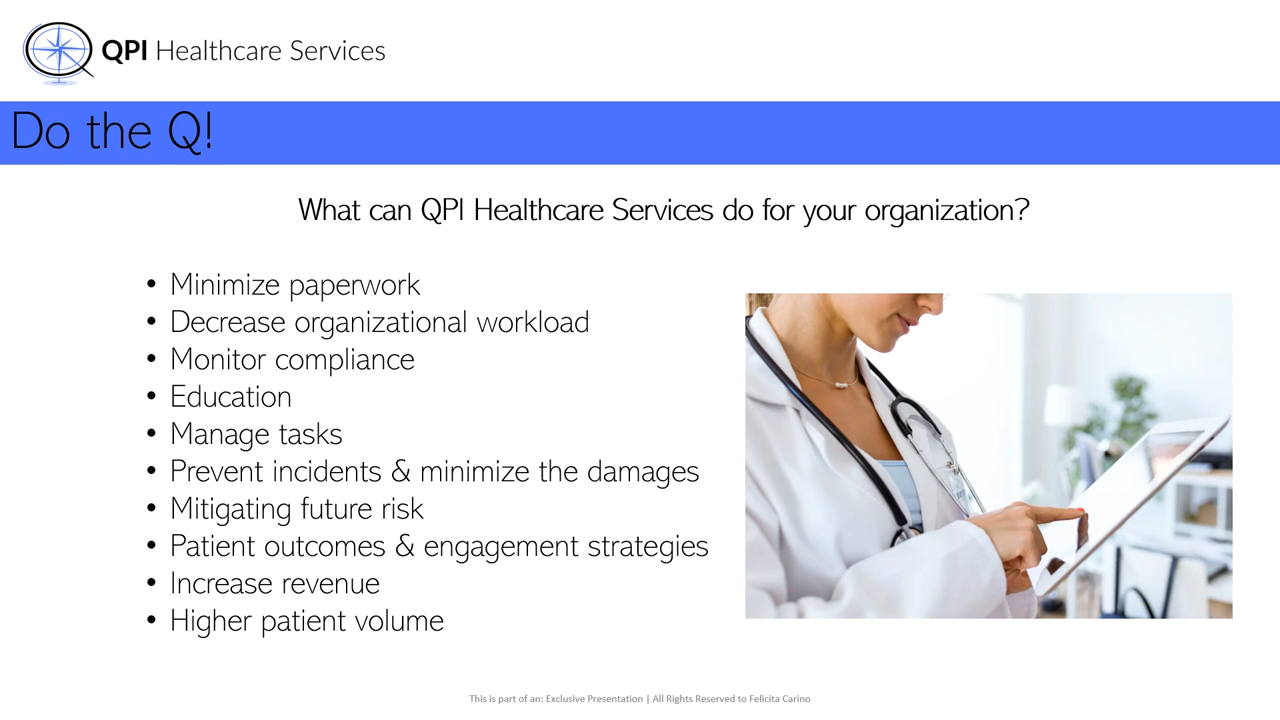 QPI Healthcare Services
Do the Q!
What can QPI Healthcare Services do for your organization?
• Minimize paperwork
• Decrease organizational workload
• Monitor compliance
• Education
• Manage tasks
• Prevent incidents & minimize the damages
• Mitigating future risk
• Patient outcomes & engagement strategies
• Increase revenue
• Higher patient volume
This is part of an: Exclusive Presentation | All Rights Reserved to Felicita Carino